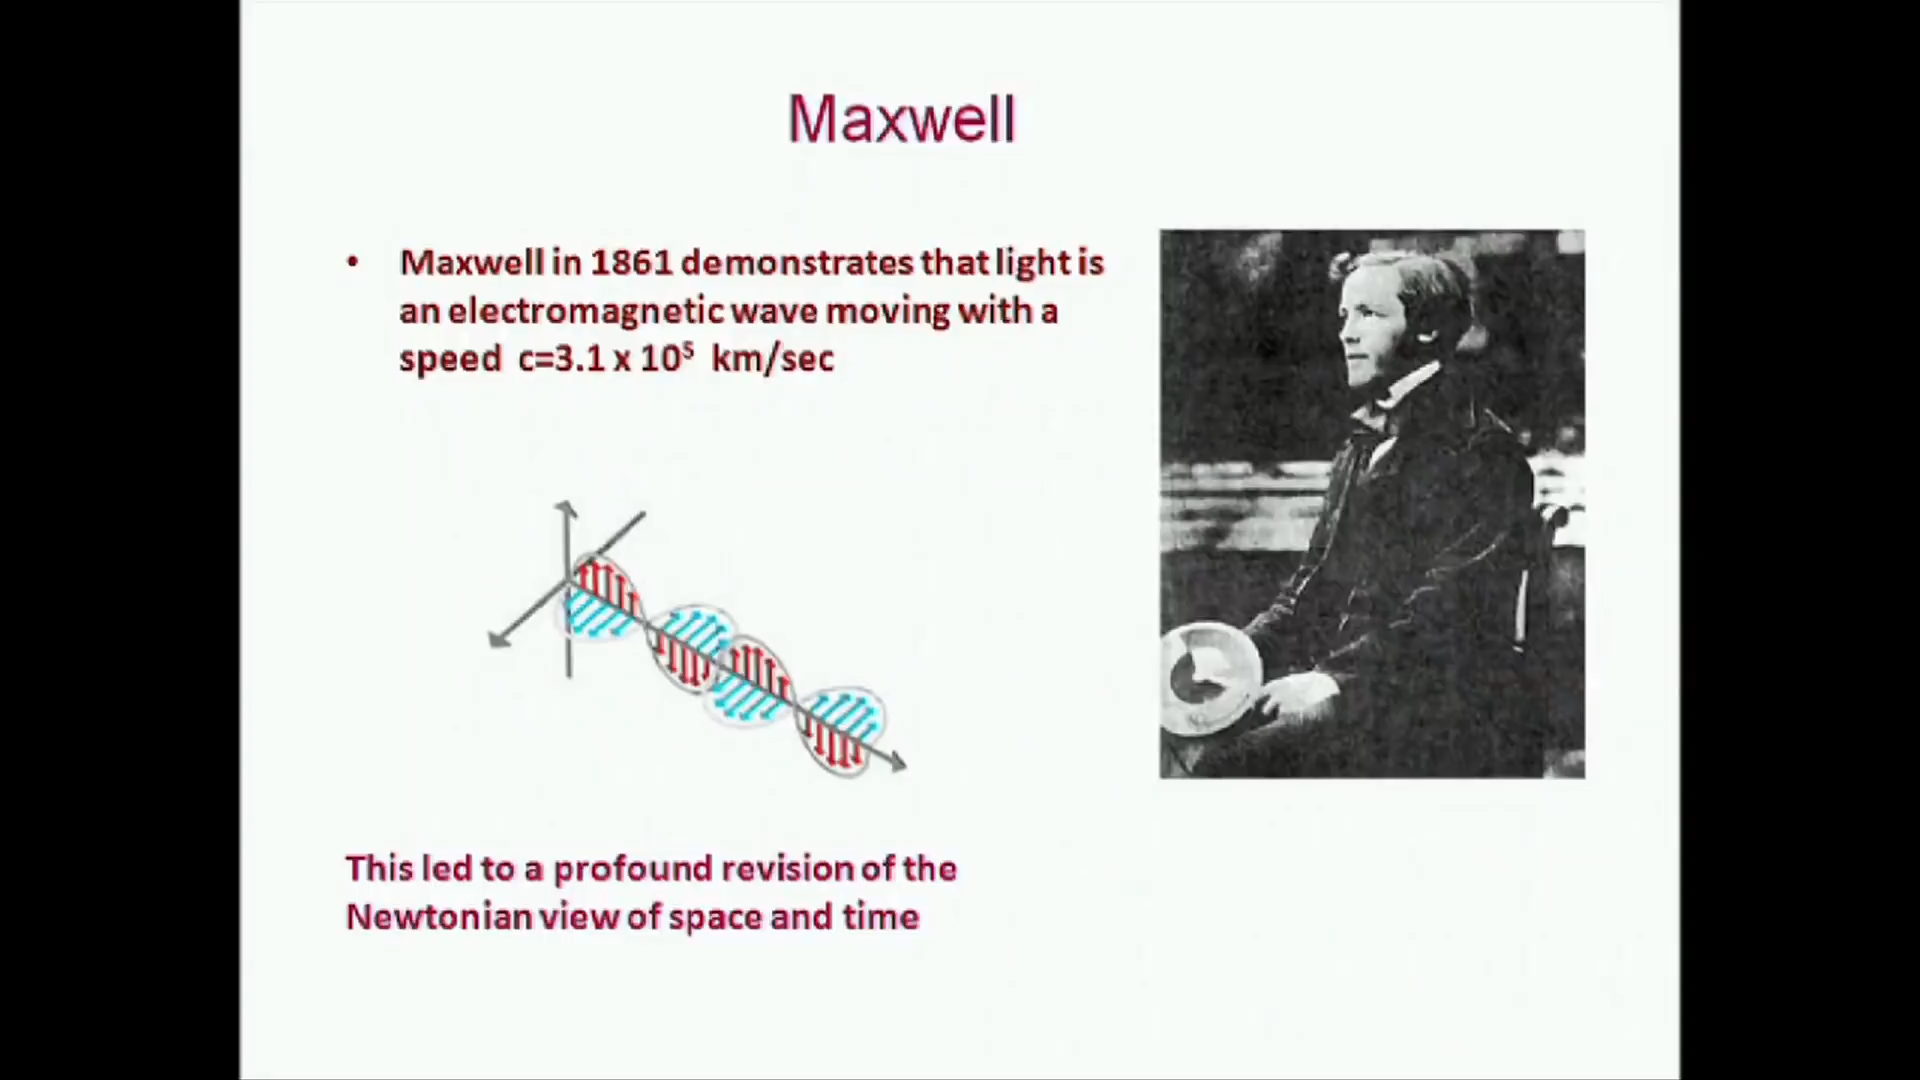 Maxwell
• Maxwell in 1861 demonstrates that light is
an electromagnetic wave moving with a
speed c=3.1 x 10⁵ km/sec
This led to a profound revision of the
Newtonian view of space and time